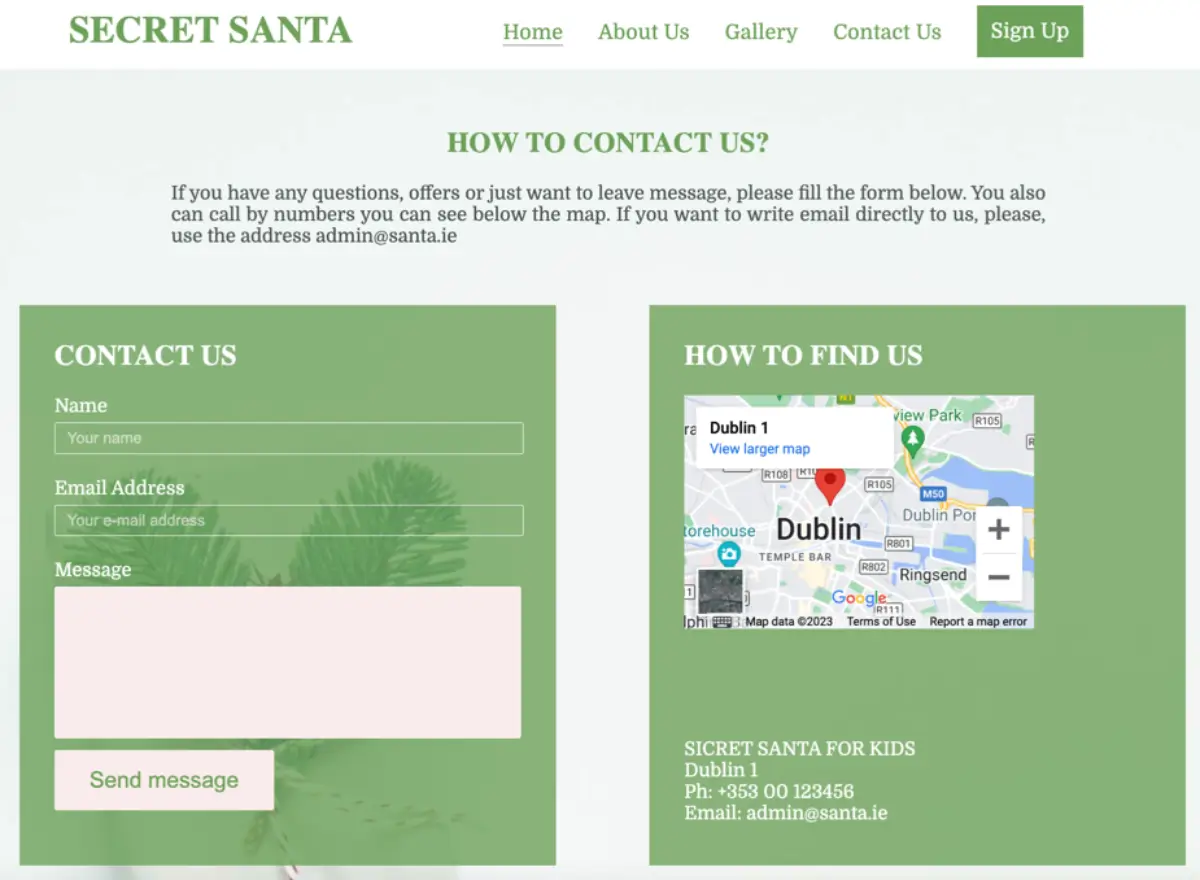 SECRET SANTA
Home
About Us
Gallery
Contact Us
Sign Up
HOW TO CONTACT US?
If you have any questions, offers or just want to leave message, please fill the form below. You also
can call by numbers you can see below the map. If you want to write email directly to us, please,
use the address admin@santa.ie
CONTACT US
Name
Your name
Email Address
Your e-mail address
Message
Send message
HOW TO FIND US
Dublin 1
View larger map
view Park
R105
N1
R108
R105
M50
Dublin Por
torehouse
Dublin
TEMPLE BAR
R801
R802
Ringsend
Google
R111
Map data ©2023
Terms of Use
Report a map error
SICRET SANTA FOR KIDS
Dublin 1
Ph: +353 00 123456
Email: admin@santa.ie